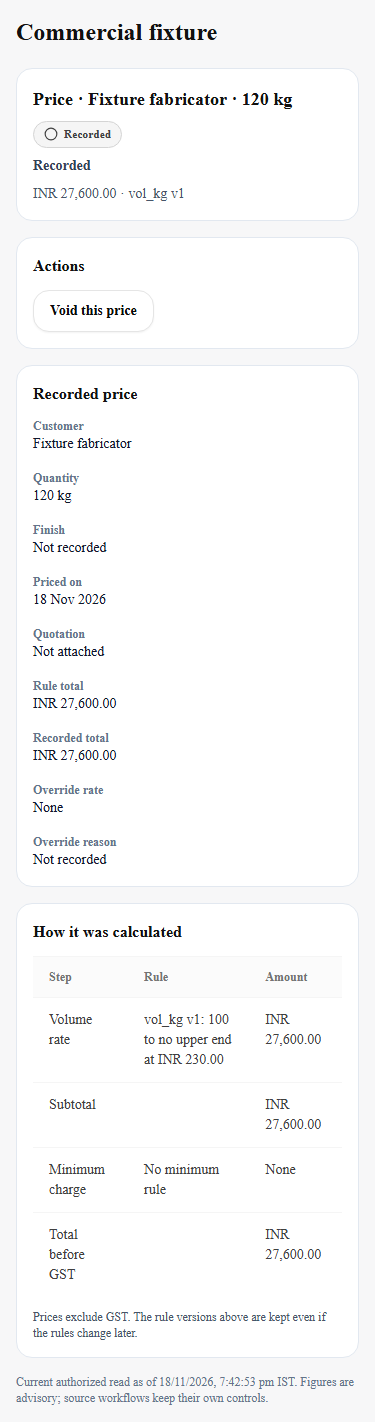 Commercial fixture
Price · Fixture fabricator · 120 kg
Recorded
Recorded
INR 27,600.00 · vol_kg v1
Actions
Void this price
Recorded price
Customer
Fixture fabricator
Quantity
120 kg
Finish
Not recorded
Priced on
18 Nov 2026
Quotation
Not attached
Rule total
INR 27,600.00
Recorded total
INR 27,600.00
Override rate
None
Override reason
Not recorded
How it was calculated
Step Rule Amount
Volume vol_kg v1: 100 INR
rate to no upper end 27,600.00
at INR 230.00
Subtotal INR
27,600.00
Minimum No minimum None
charge rule
Total INR
before 27,600.00
GST
Prices exclude GST. The rule versions above are kept even if
the rules change later.
Current authorized read as of 18/11/2026, 7:42:53 pm IST. Figures are
advisory; source workflows keep their own controls.